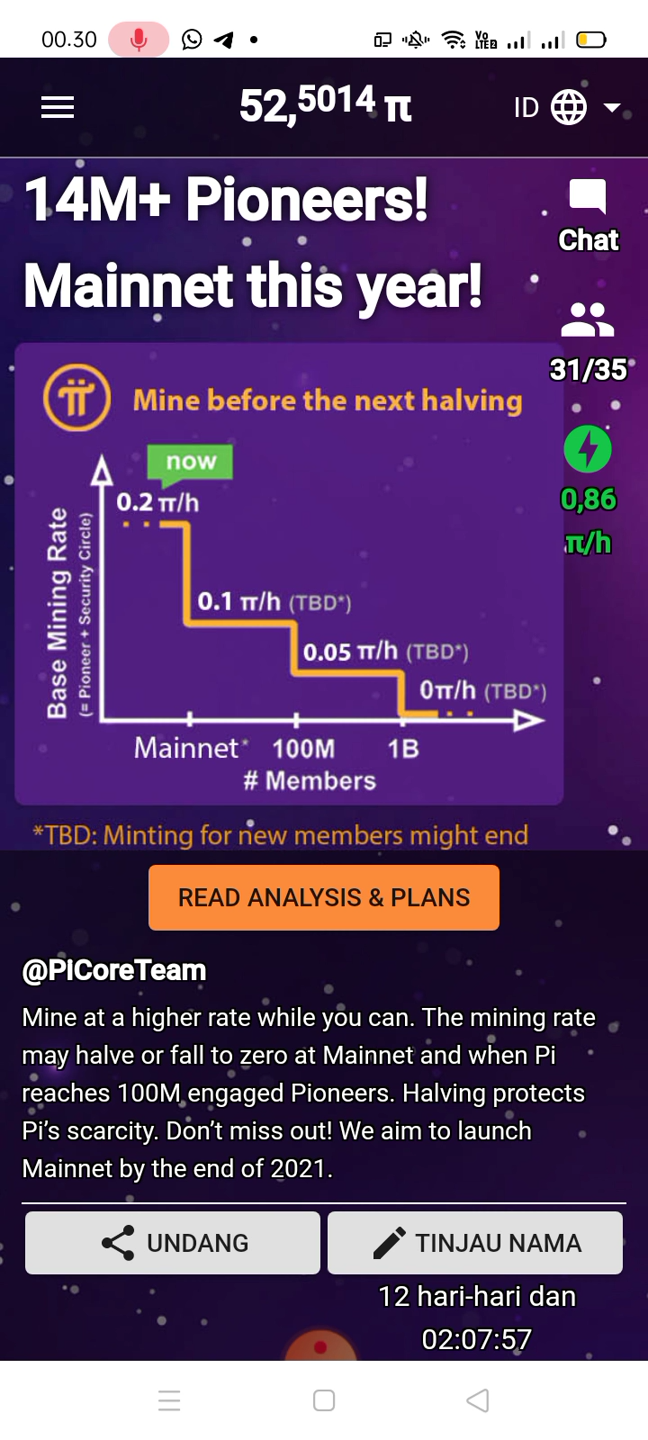 00.30
VoLTE2
52,5014 π
ID
14M+ Pioneers!
Mainnet this year!
Chat
31/35
0,86
π/h
Mine before the next halving
now
0.2 π/h
0.1 π/h (TBD*)
0.05 π/h (TBD*)
0π/h (TBD*)
Base Mining Rate
(= Pioneer + Security Circle)
Mainnet* 100M 1B
# Members
*TBD: Minting for new members might end
READ ANALYSIS & PLANS
@PiCoreTeam
Mine at a higher rate while you can. The mining rate
may halve or fall to zero at Mainnet and when Pi
reaches 100M engaged Pioneers. Halving protects
Pi’s scarcity. Don’t miss out! We aim to launch
Mainnet by the end of 2021.
UNDANG
TINJAU NAMA
12 hari-hari dan
02:07:57